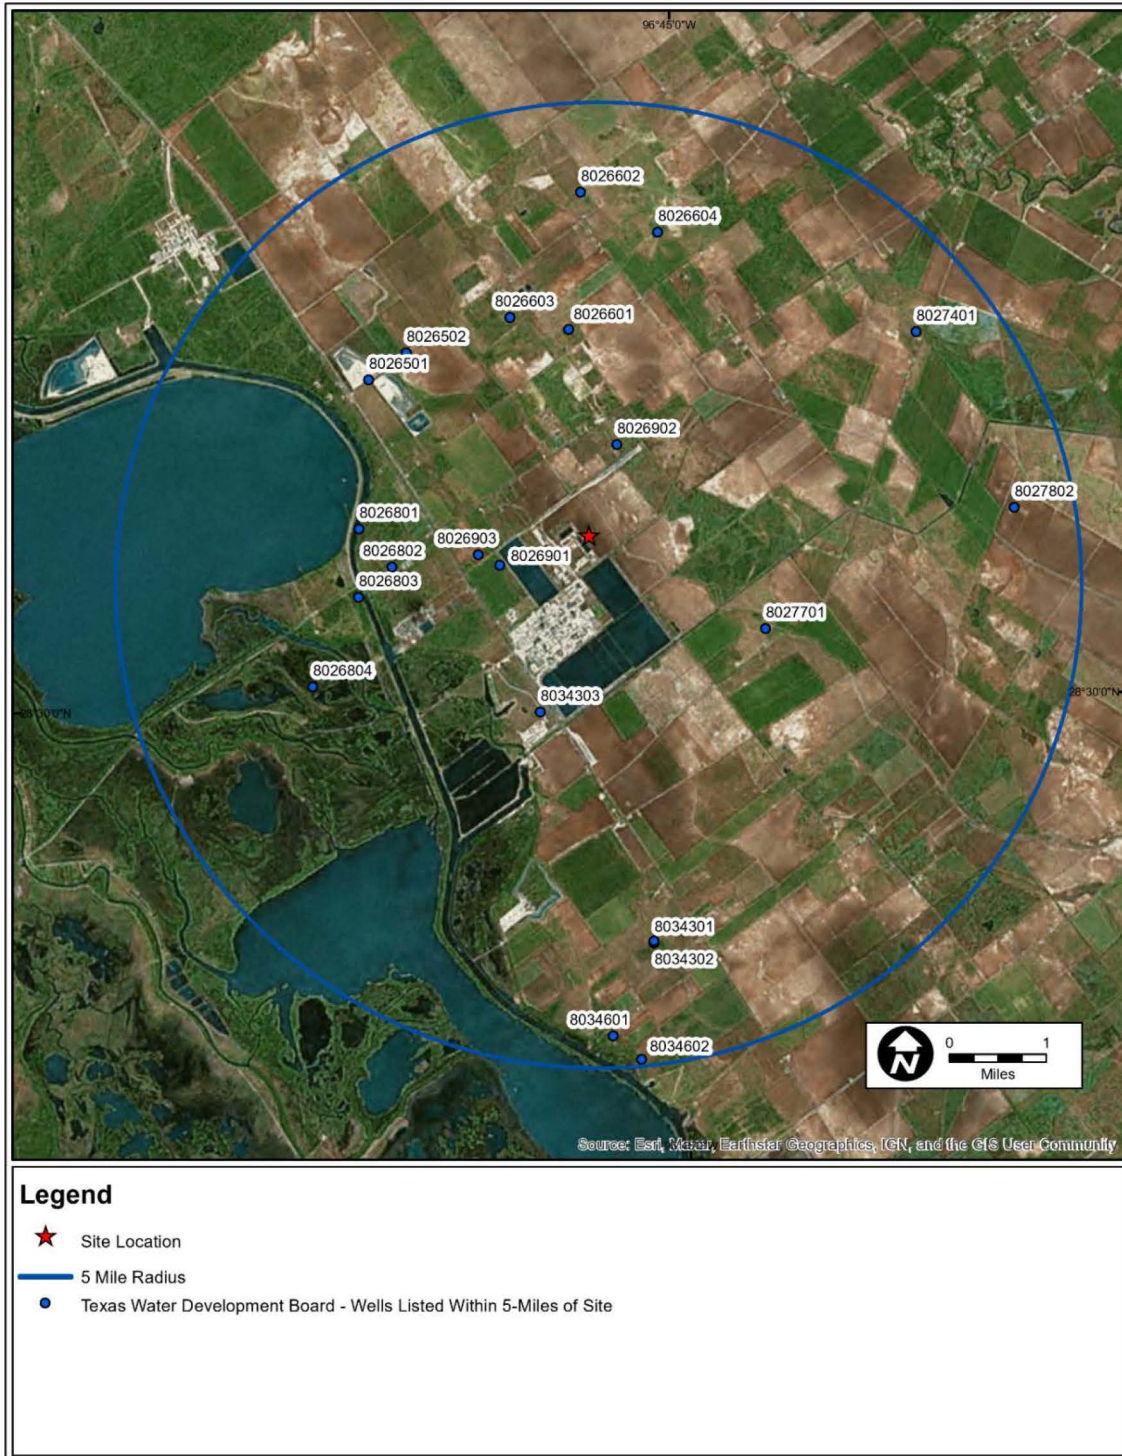 96°45'0"W
8026602
8026604
8026603
8026601
8027401
8026502
8026501
8026902
8027802
8026801
8026802
8026903
8026901
8026803
8027701
8026804
28°30'0"N
28°30'0"N
8034303
8034301
8034302
8034601
8034602
N
0 1
Miles
Source: Esri, Maxar, Earthstar Geographics, IGN, and the GIS User Community
Legend
Site Location
5 Mile Radius
Texas Water Development Board - Wells Listed Within 5-Miles of Site